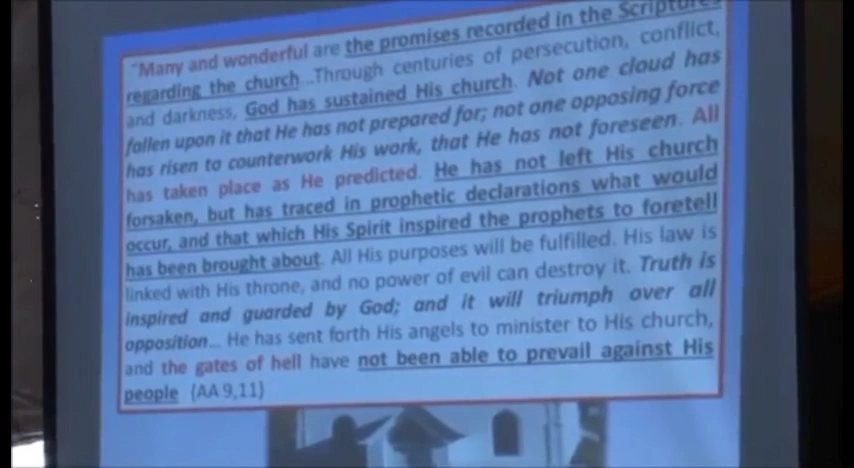 "Many and wonderful are the promises recorded in the Scriptures
regarding the church...Through centuries of persecution, conflict,
and darkness, God has sustained His church. Not one cloud has
fallen upon it that He has not prepared for; not one opposing force
has risen to counterwork His work, that He has not foreseen. All
has taken place as He predicted. He has not left His church
forsaken, but has traced in prophetic declarations what would
occur, and that which His Spirit inspired the prophets to foretell
has been brought about. All His purposes will be fulfilled. His law is
linked with His throne, and no power of evil can destroy it. Truth is
inspired and guarded by God; and it will triumph over all
opposition... He has sent forth His angels to minister to His church,
and the gates of hell have not been able to prevail against His
people (AA 9,11)